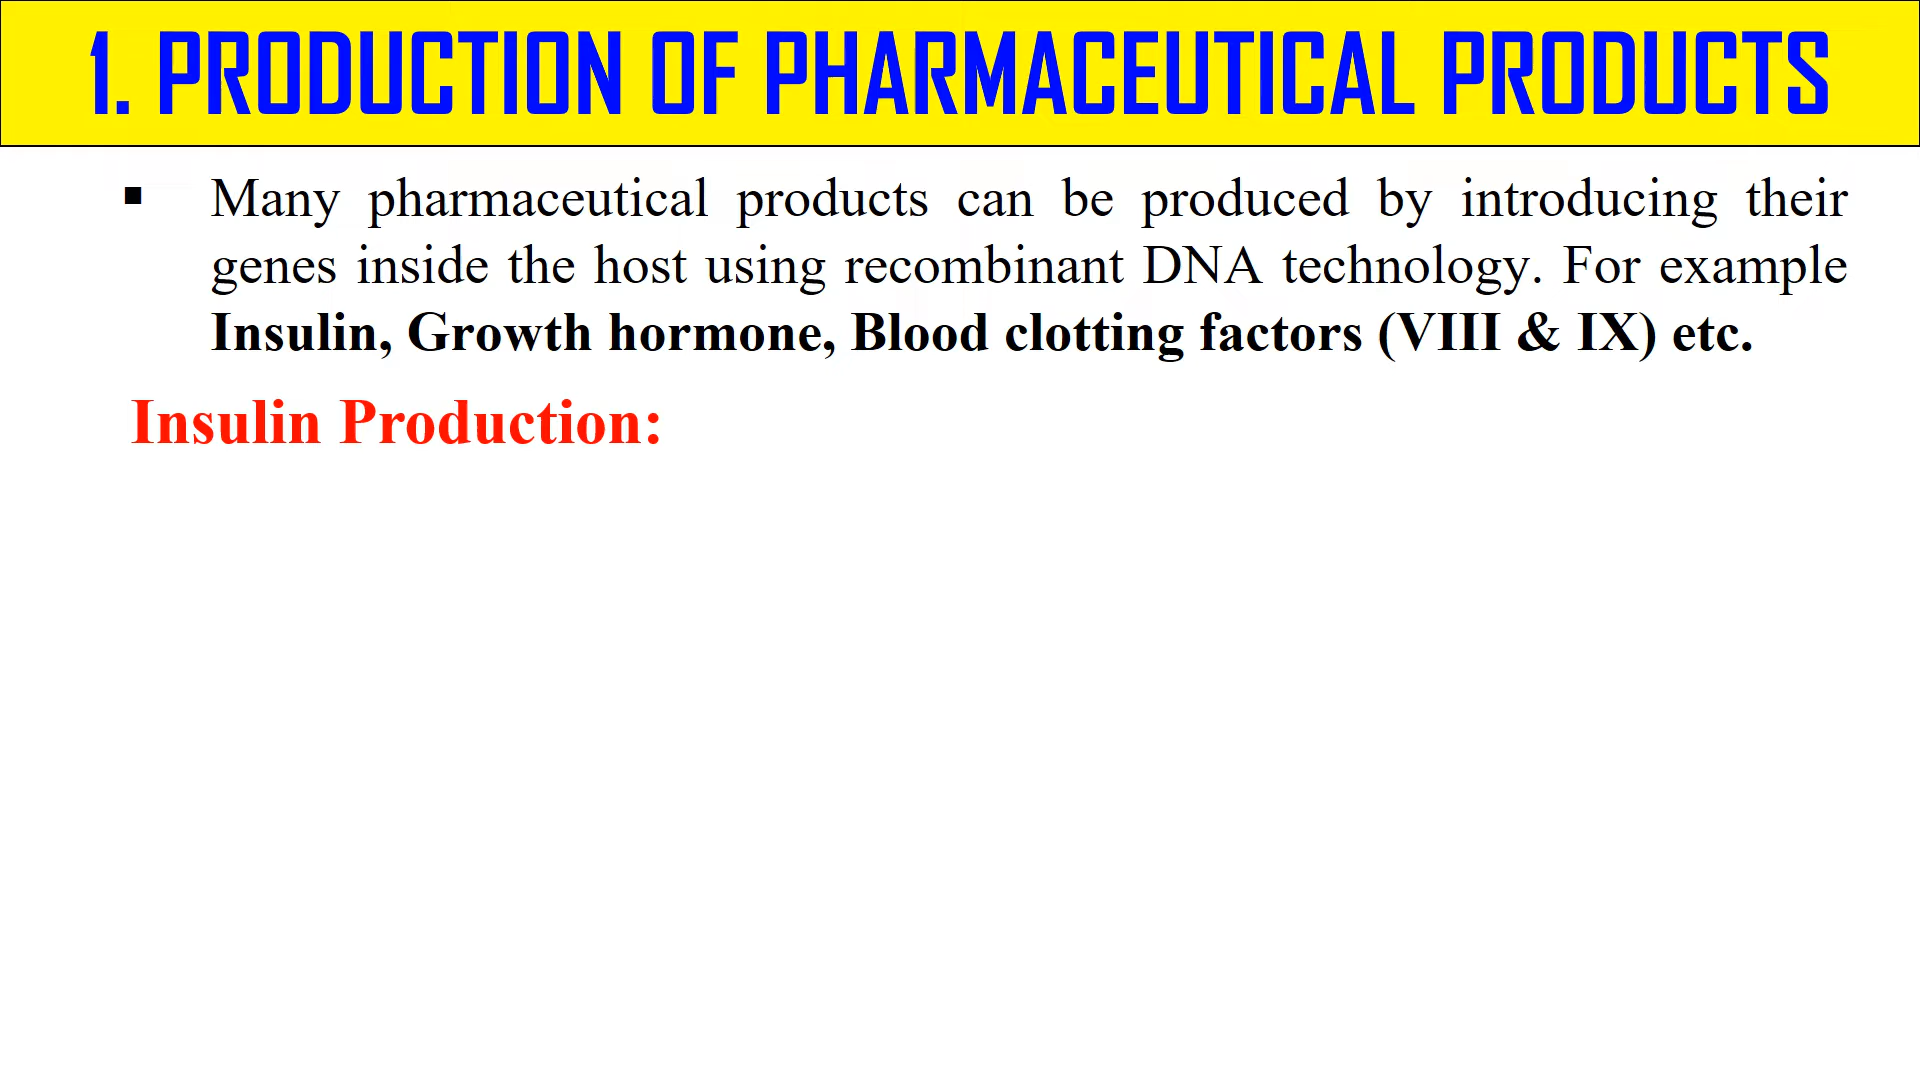 1. PRODUCTION OF PHARMACEUTICAL PRODUCTS
▪ Many pharmaceutical products can be produced by introducing their
genes inside the host using recombinant DNA technology. For example
Insulin, Growth hormone, Blood clotting factors (VIII & IX) etc.
Insulin Production: